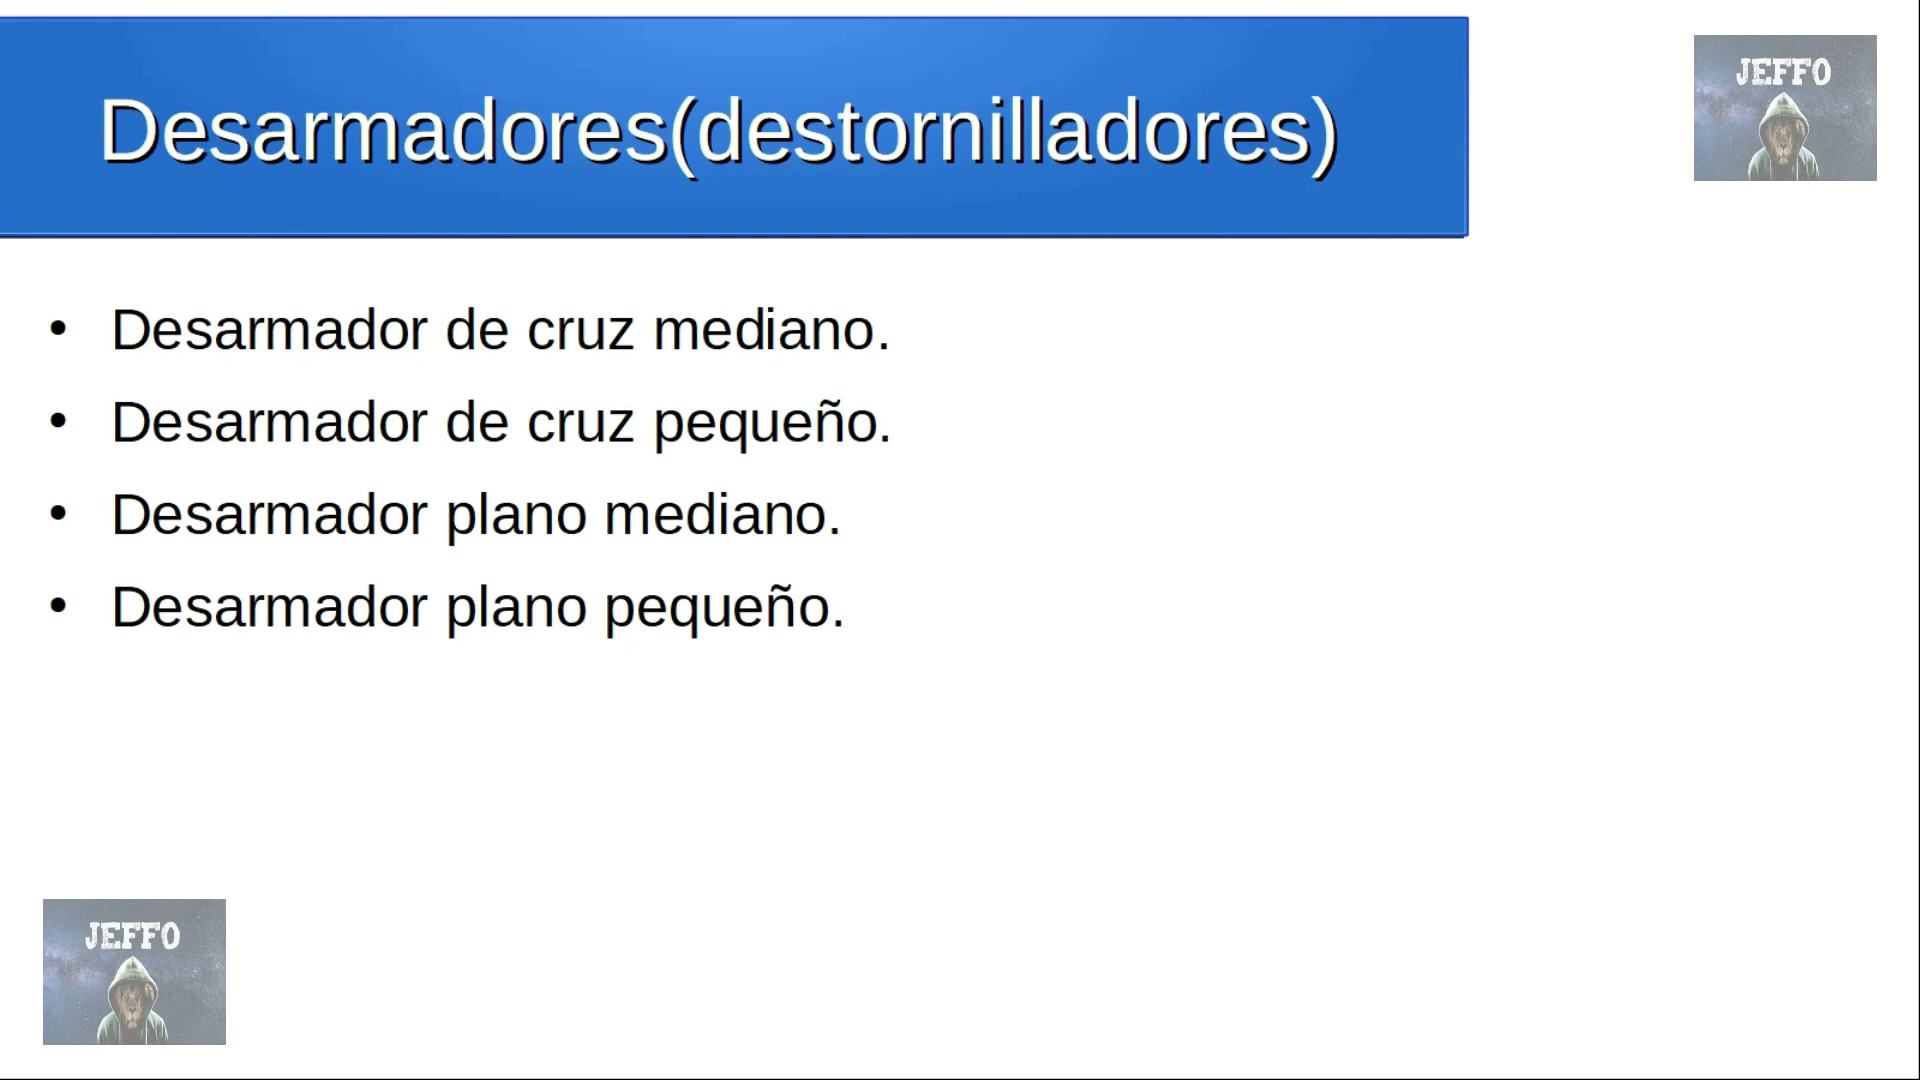 Desarmadores(destornilladores)
JEFFO
• Desarmador de cruz mediano.
• Desarmador de cruz pequeño.
• Desarmador plano mediano.
• Desarmador plano pequeño.
JEFFO